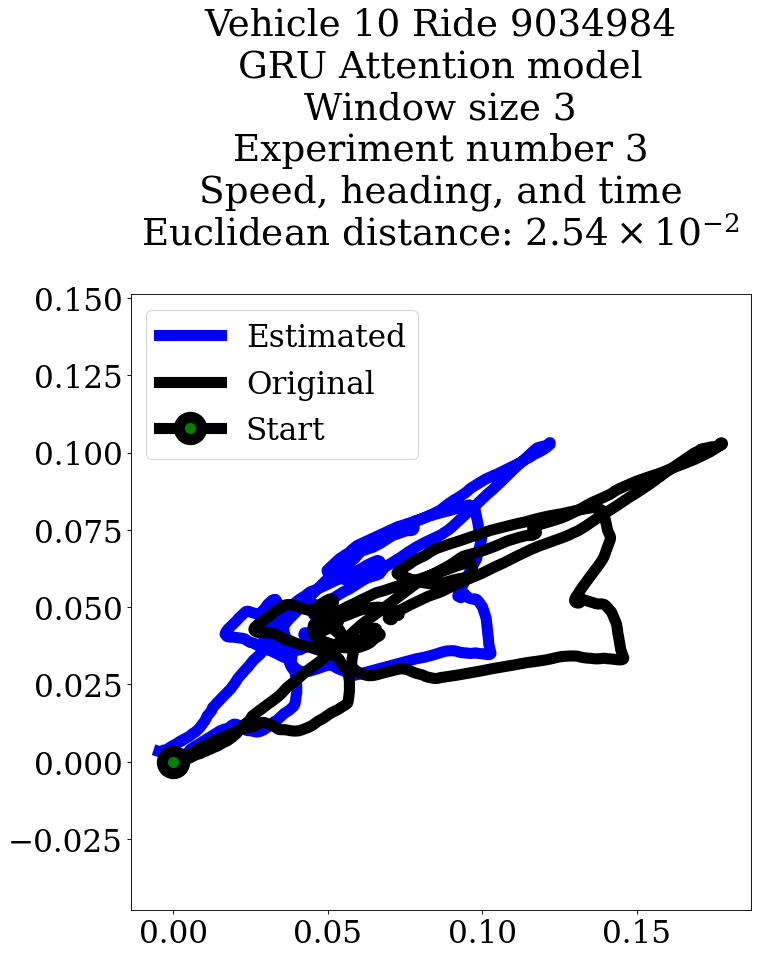 Vehicle 10 Ride 9034984
GRU Attention model
Window size 3
Experiment number 3
Speed, heading, and time
Euclidean distance: 2.54 × 10⁻²
0.150
0.125
0.100
0.075
0.050
0.025
0.000
−0.025
Estimated
Original
Start
0.00 0.05 0.10 0.15